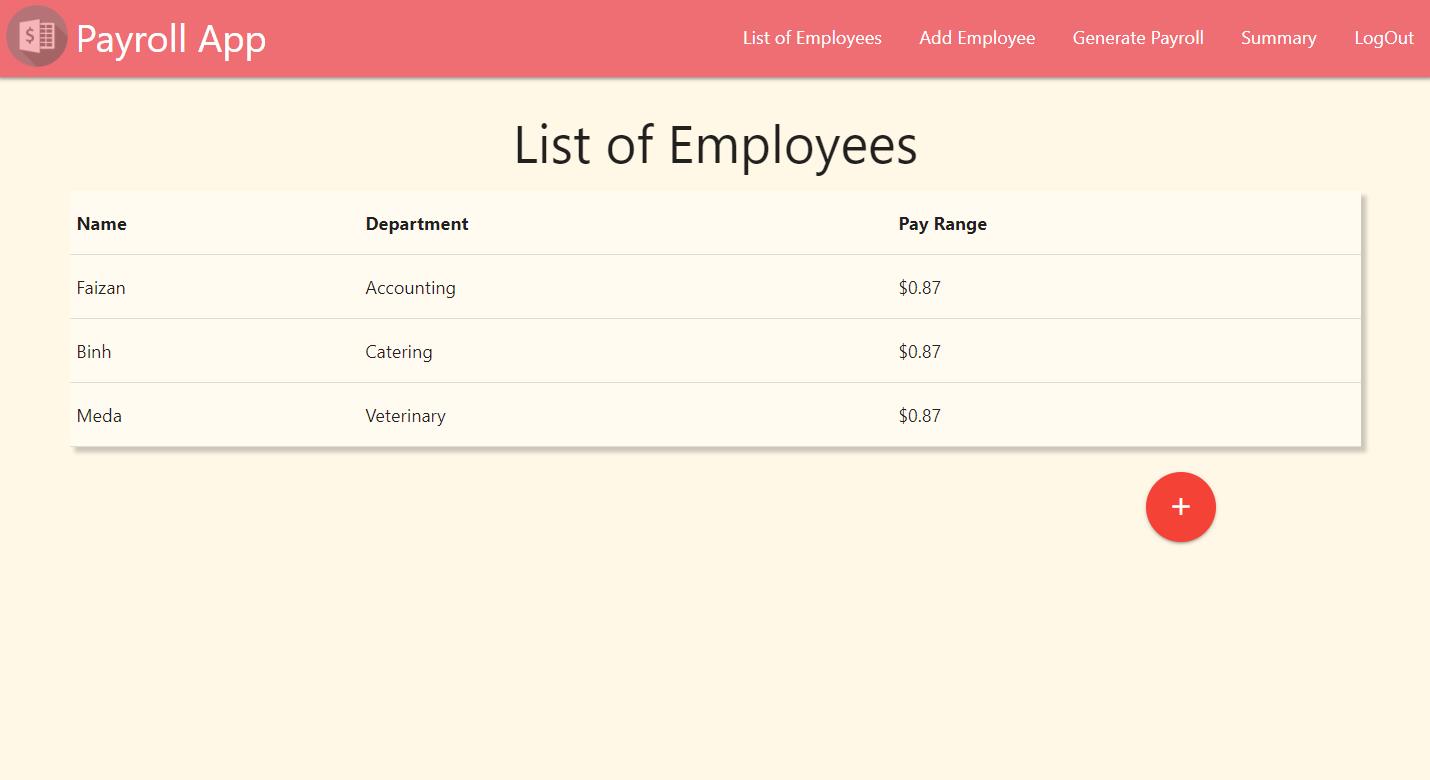 $ Payroll App List of Employees Add Employee Generate Payroll Summary LogOut
List of Employees
Name Department Pay Range
Faizan Accounting $0.87
Binh Catering $0.87
Meda Veterinary $0.87
+